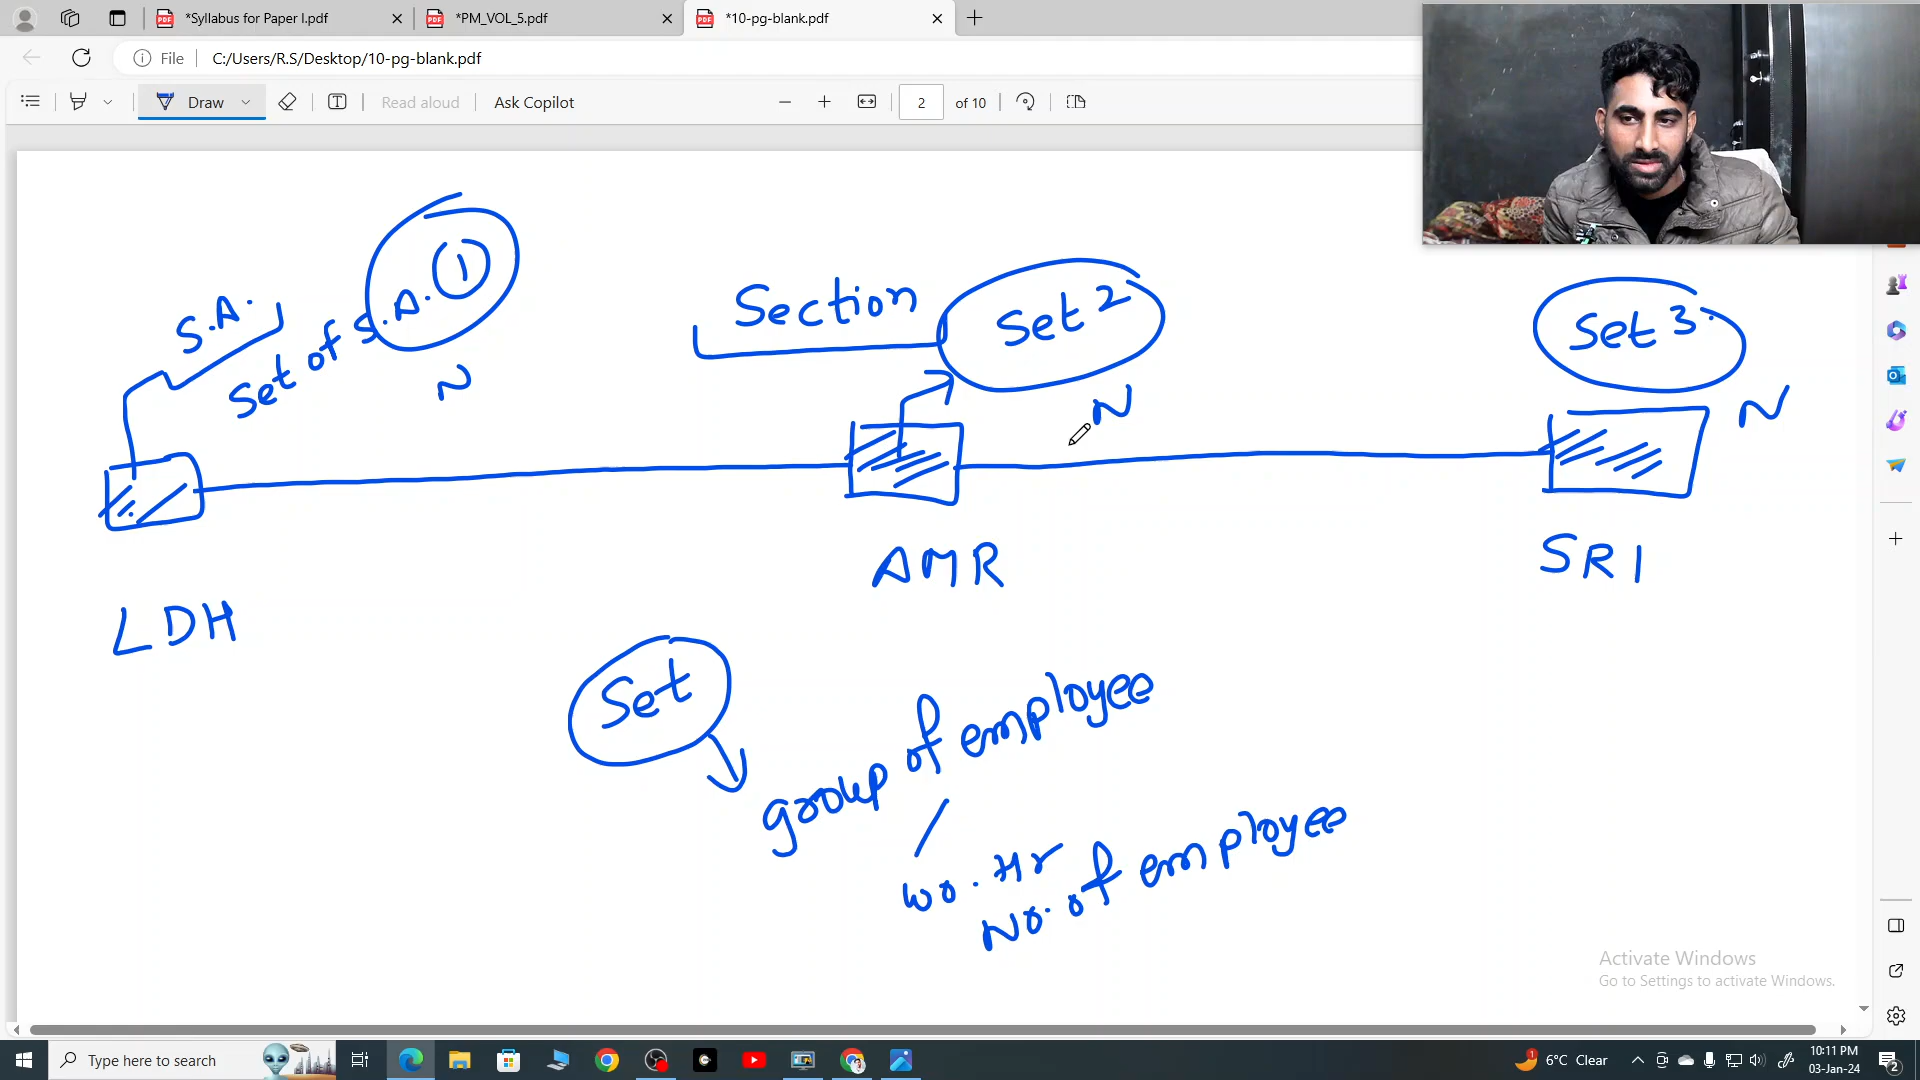 *Syllabus for Paper I.pdf
*PM_VOL_5.pdf
*10-pg-blank.pdf
File
C:/Users/R.S/Desktop/10-pg-blank.pdf
Draw
Read aloud
Ask Copilot
2
of 10
S.A.
Set of S.A. 1
N
Section
Set 2
N
Set 3.
N
LDH
AMR
SRI
Set
group of employee
wo. Hr
No. of employee
Activate Windows
Go to Settings to activate Windows.
Type here to search
6°C Clear
10:11 PM
03-Jan-24
2